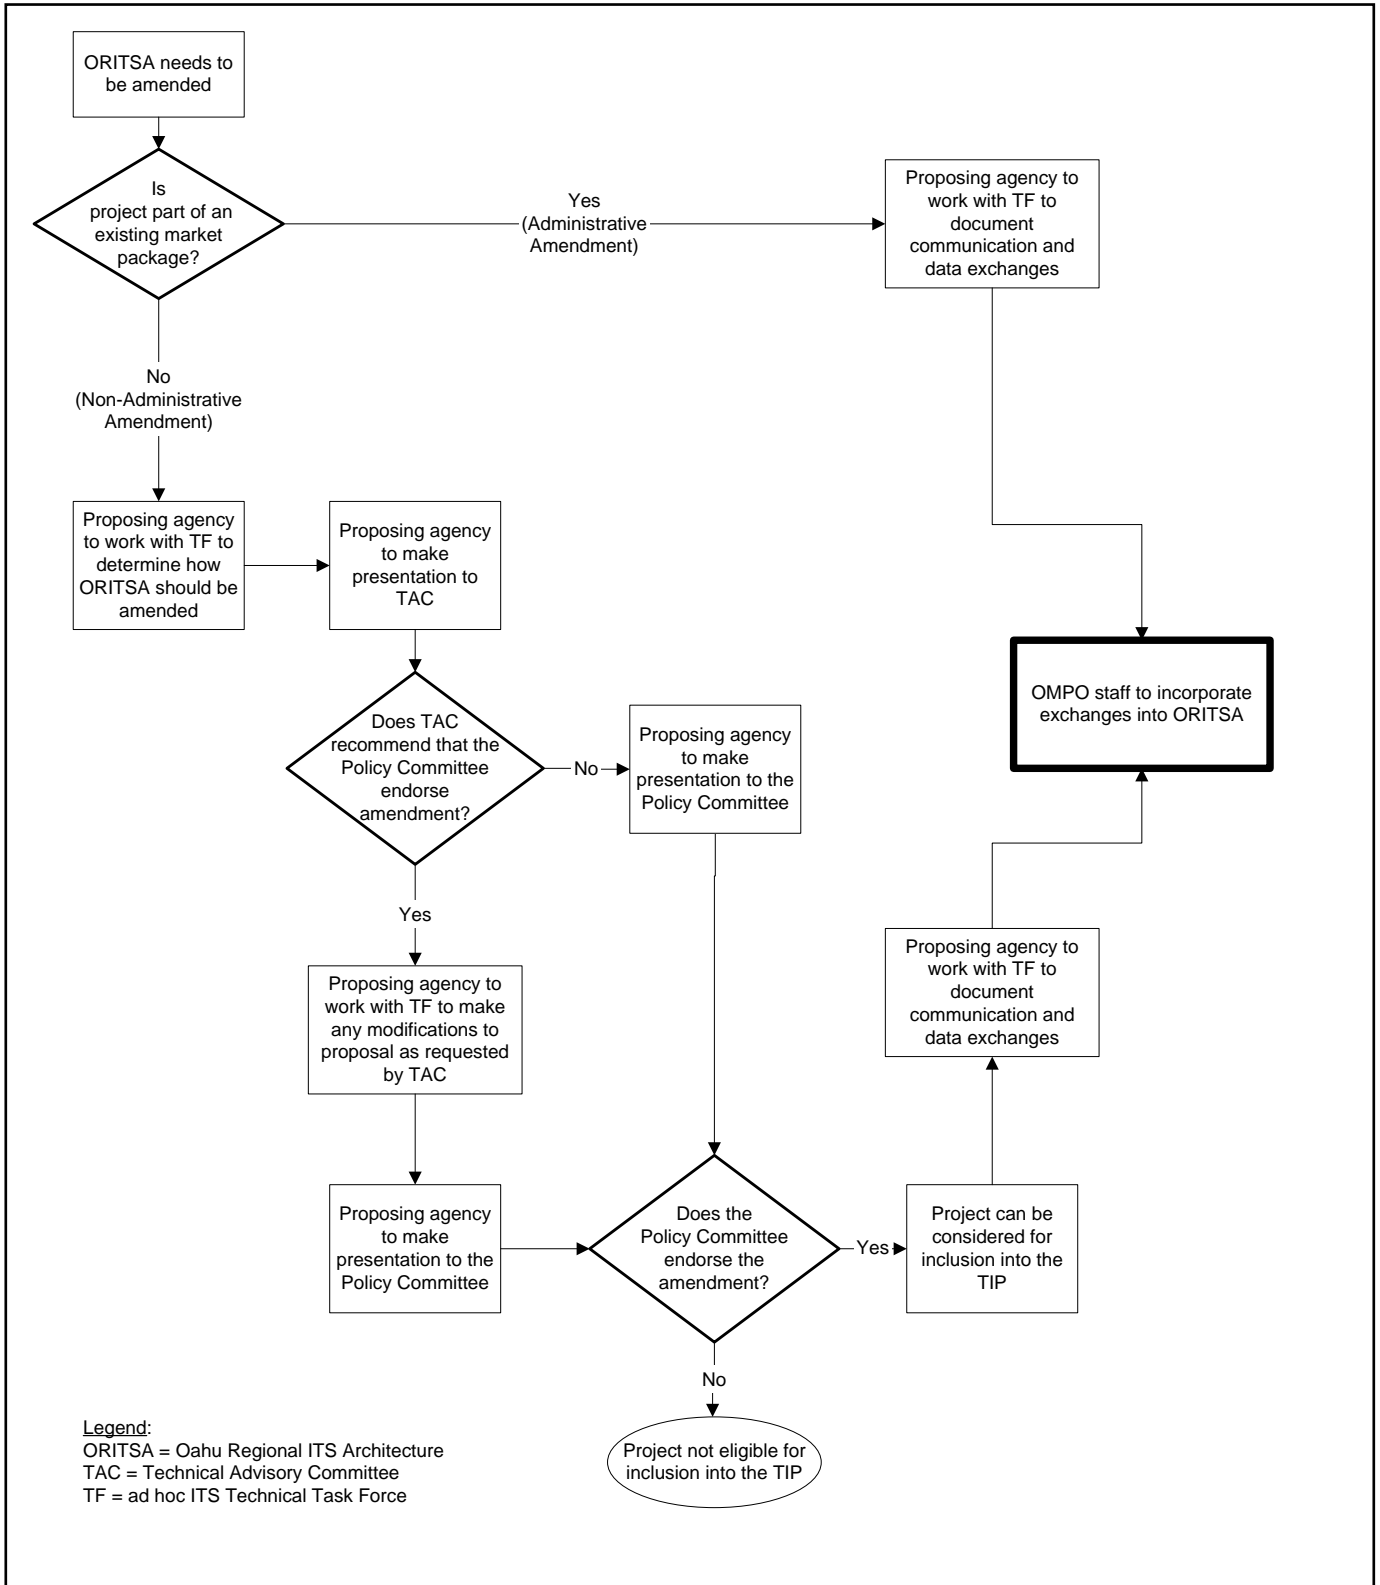 ORITSA needs to
be amended
Is
project part of an
existing market
package?
Yes
(Administrative
Amendment)
Proposing agency to
work with TF to
document
communication and
data exchanges
No
(Non-Administrative
Amendment)
Proposing agency
to work with TF to
determine how
ORITSA should be
amended
Proposing agency
to make
presentation to
TAC
Does TAC
recommend that the
Policy Committee
endorse
amendment?
No
Proposing agency
to make
presentation to the
Policy Committee
OMPO staff to incorporate
exchanges into ORITSA
Yes
Proposing agency to
work with TF to make
any modifications to
proposal as requested
by TAC
Proposing agency to
work with TF to
document
communication and
data exchanges
Proposing agency
to make
presentation to the
Policy Committee
Does the
Policy Committee
endorse the
amendment?
Yes
Project can be
considered for
inclusion into the
TIP
No
Project not eligible for
inclusion into the TIP
Legend:
ORITSA = Oahu Regional ITS Architecture
TAC = Technical Advisory Committee
TF = ad hoc ITS Technical Task Force